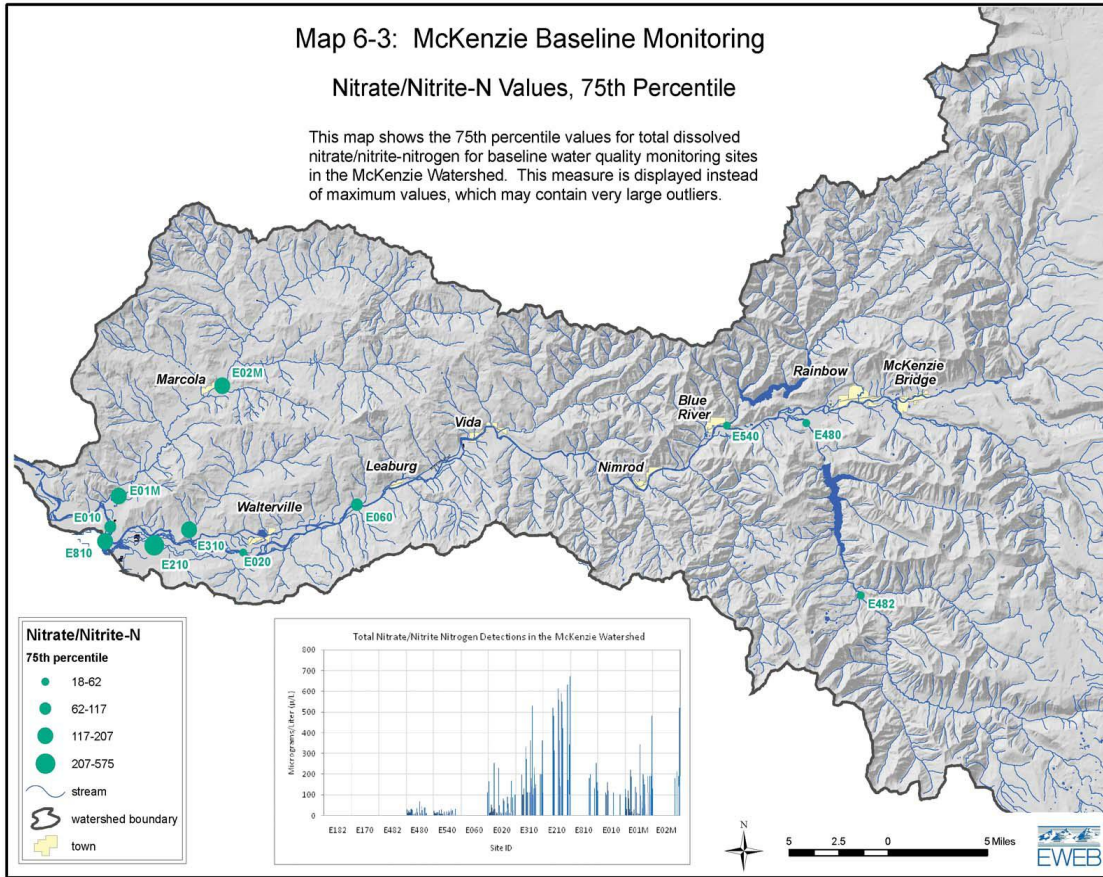 Map 6-3: McKenzie Baseline Monitoring
Nitrate/Nitrite-N Values, 75th Percentile
This map shows the 75th percentile values for total dissolved
nitrate/nitrite-nitrogen for baseline water quality monitoring sites
in the McKenzie Watershed. This measure is displayed instead
of maximum values, which may contain very large outliers.
Marcola
E02M
Rainbow
McKenzie
Bridge
Blue
River
E540
E480
Vida
Leaburg
Nimrod
E01M
E010
Walterville
E060
E810
E310
E210
E020
E482
Nitrate/Nitrite-N
75th percentile
18-62
62-117
117-207
207-575
stream
watershed boundary
town
Total Nitrate/Nitrite Nitrogen Detections in the McKenzie Watershed
Micrograms/Liter (µ/L)
800
700
600
500
400
300
200
100
0
E182 E170 E482 E480 E540 E060 E020 E310 E210 E810 E010 E01M E02M
Site ID
N
5 2.5 0 5 Miles
EWEB